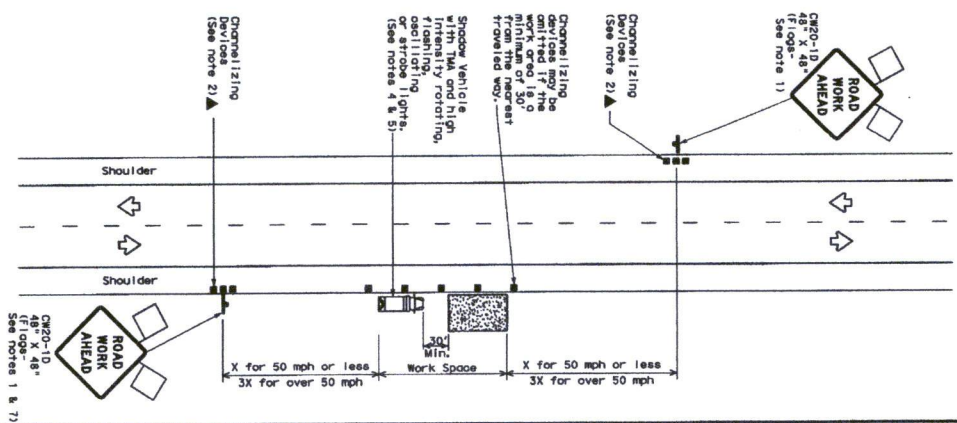 CW20-1D
48" X 48"
(Flags-
See note 1)
ROAD
WORK
AHEAD
Channelizing
Devices
(See note 2)
Channelizing
devices may be
omitted if the
work area is a
minimum of 30'
from the nearest
traveled way.
Shadow Vehicle
with TMA and high
intensity rotating,
flashing,
oscillating
or strobe lights.
(See notes 4 & 5)
Channelizing
Devices
(See note 2)
Shoulder
Shoulder
30'
Min.
X for 50 mph or less
3X for over 50 mph
Work Space
X for 50 mph or less
3X for over 50 mph
ROAD
WORK
AHEAD
CW20-1D
48" X 48"
(Flags-
See notes 1 & 7)